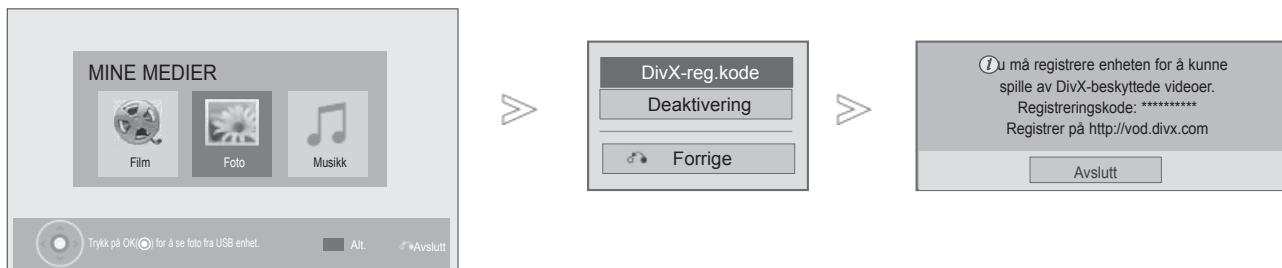 MINE MEDIER
Film
Foto
Musikk
Trykk på OK(◉) for å se foto fra USB enhet.
Alt.
Avslutt
DivX-reg.kode
Deaktivering
Forrige
u må registrere enheten for å kunne
spille av DivX-beskyttede videoer.
Registreringskode: **********
Registrer på http://vod.divx.com
Avslutt